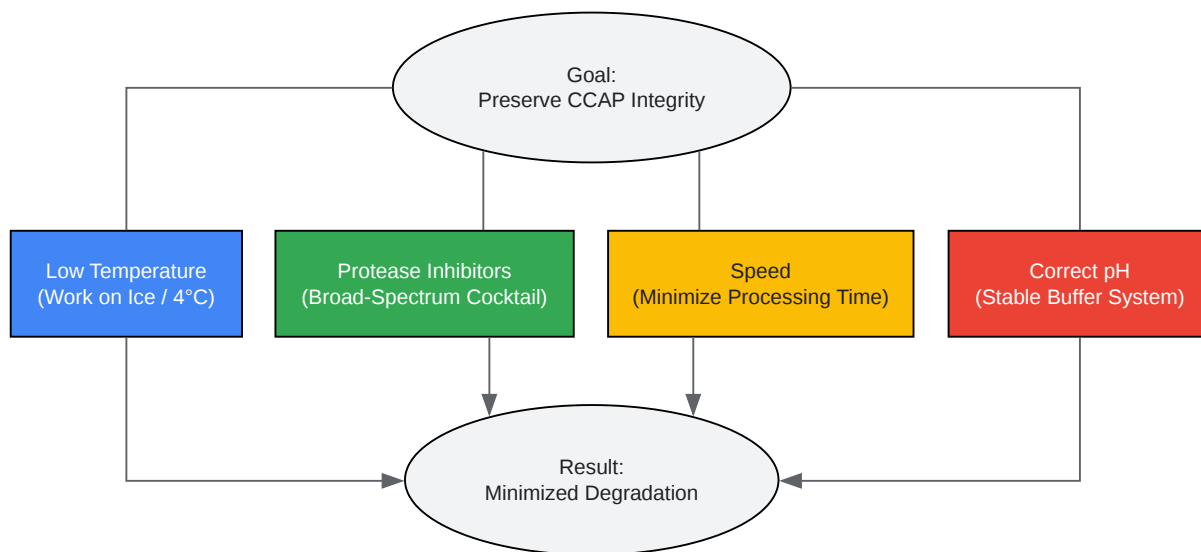 Goal:
Preserve CCAP Integrity
Low Temperature
(Work on Ice / 4°C)
Protease Inhibitors
(Broad-Spectrum Cocktail)
Speed
(Minimize Processing Time)
Correct pH
(Stable Buffer System)
Result:
Minimized Degradation